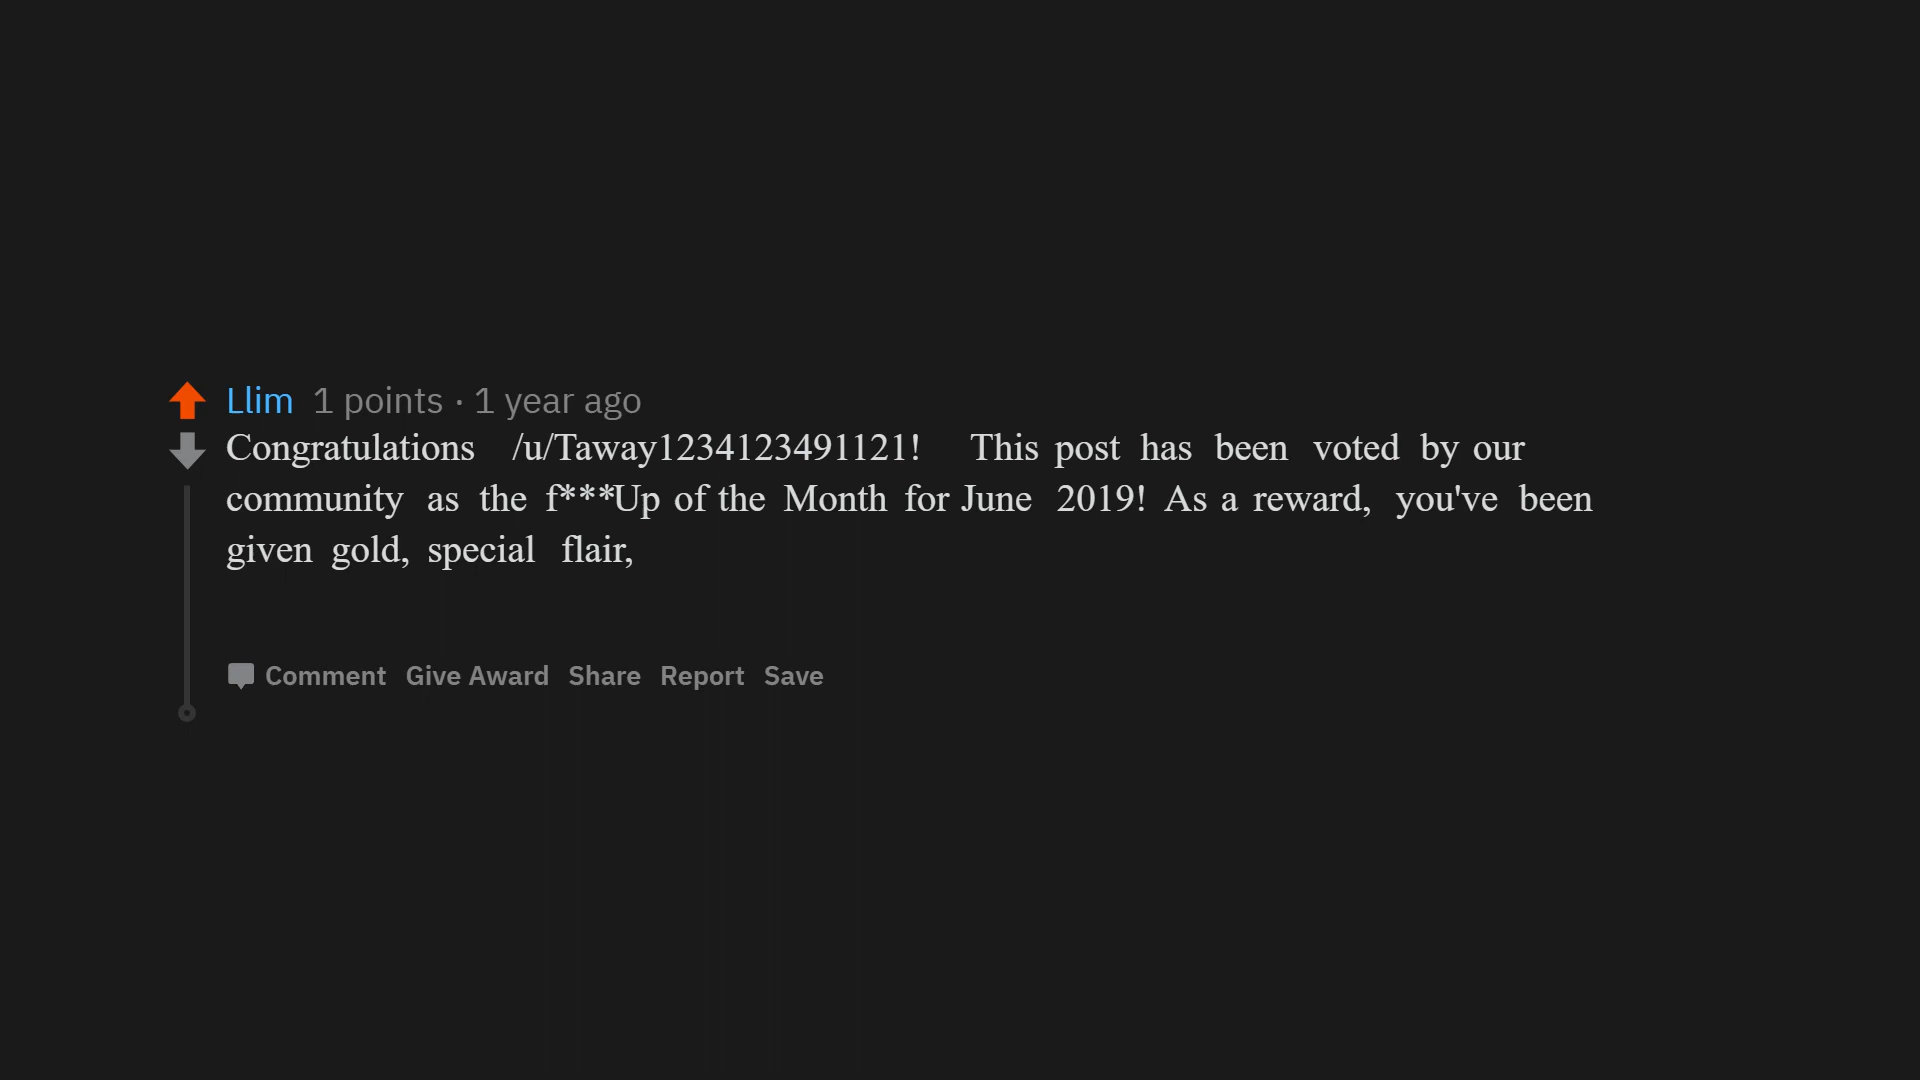 Llim 1 points · 1 year ago
Congratulations /u/Taway1234123491121! This post has been voted by our
community as the f***Up of the Month for June 2019! As a reward, you've been
given gold, special flair,
Comment Give Award Share Report Save